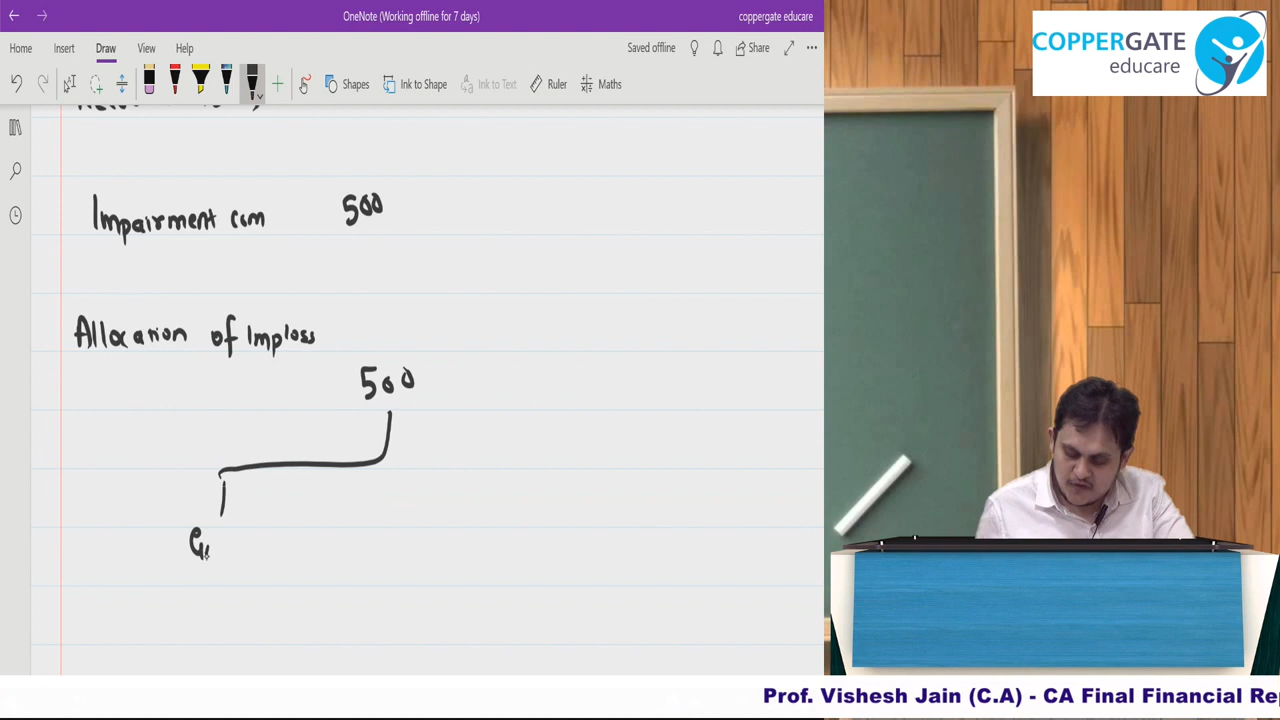 OneNote (Working offline for 7 days)
coppergate educare
Home Insert Draw View Help
Saved offline
Share
Shapes
Ink to Shape
Ink to Text
Ruler
Maths
COPPERGATE
educare
Impairment com 500
Allocation of Imploss
500
Prof. Vishesh Jain (C.A) - CA Final Financial Re